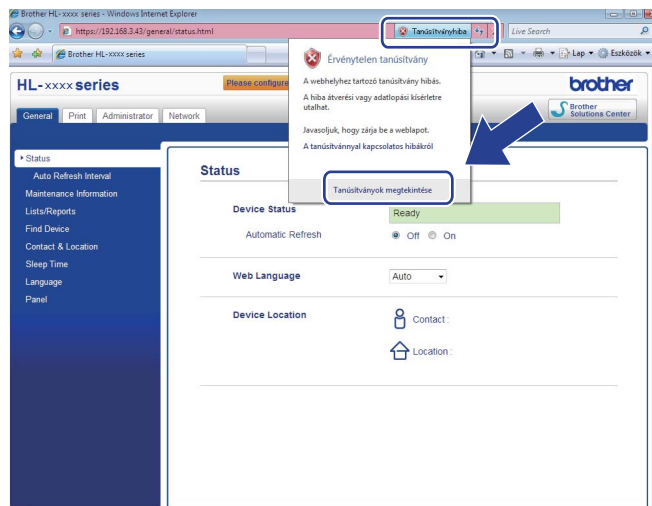 Brother HL-xxxx series - Windows Internet Explorer
https://192.168.3.43/general/status.html
Tanúsítványhiba
Live Search
Brother HL-xxxx series
Lap
Eszközök
Érvénytelen tanúsítvány
A webhelyhez tartozó tanúsítvány hibás.
A hiba átverési vagy adatlopási kísérletre
utalhat.
Javasoljuk, hogy zárja be a weblapot.
A tanúsítvánnyal kapcsolatos hibákról
Tanúsítványok megtekintése
HL-xxxx series
Please configure
brother
General
Print
Administrator
Network
Brother
Solutions Center
Status
Auto Refresh Interval
Maintenance Information
Lists/Reports
Find Device
Contact & Location
Sleep Time
Language
Panel
Status
Device Status
Ready
Automatic Refresh
Off
On
Web Language
Auto
Device Location
Contact :
Location :